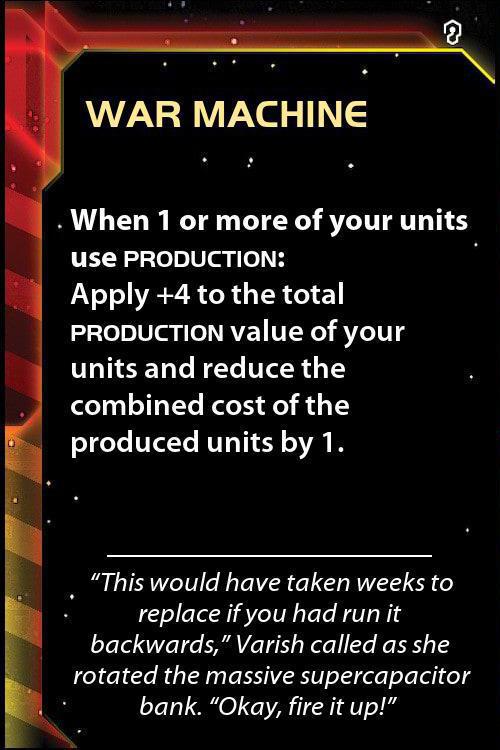 WAR MACHINE
When 1 or more of your units
use PRODUCTION:
Apply +4 to the total
PRODUCTION value of your
units and reduce the
combined cost of the
produced units by 1.
“This would have taken weeks to
replace if you had run it
backwards,” Varish called as she
rotated the massive supercapacitor
bank. “Okay, fire it up!”